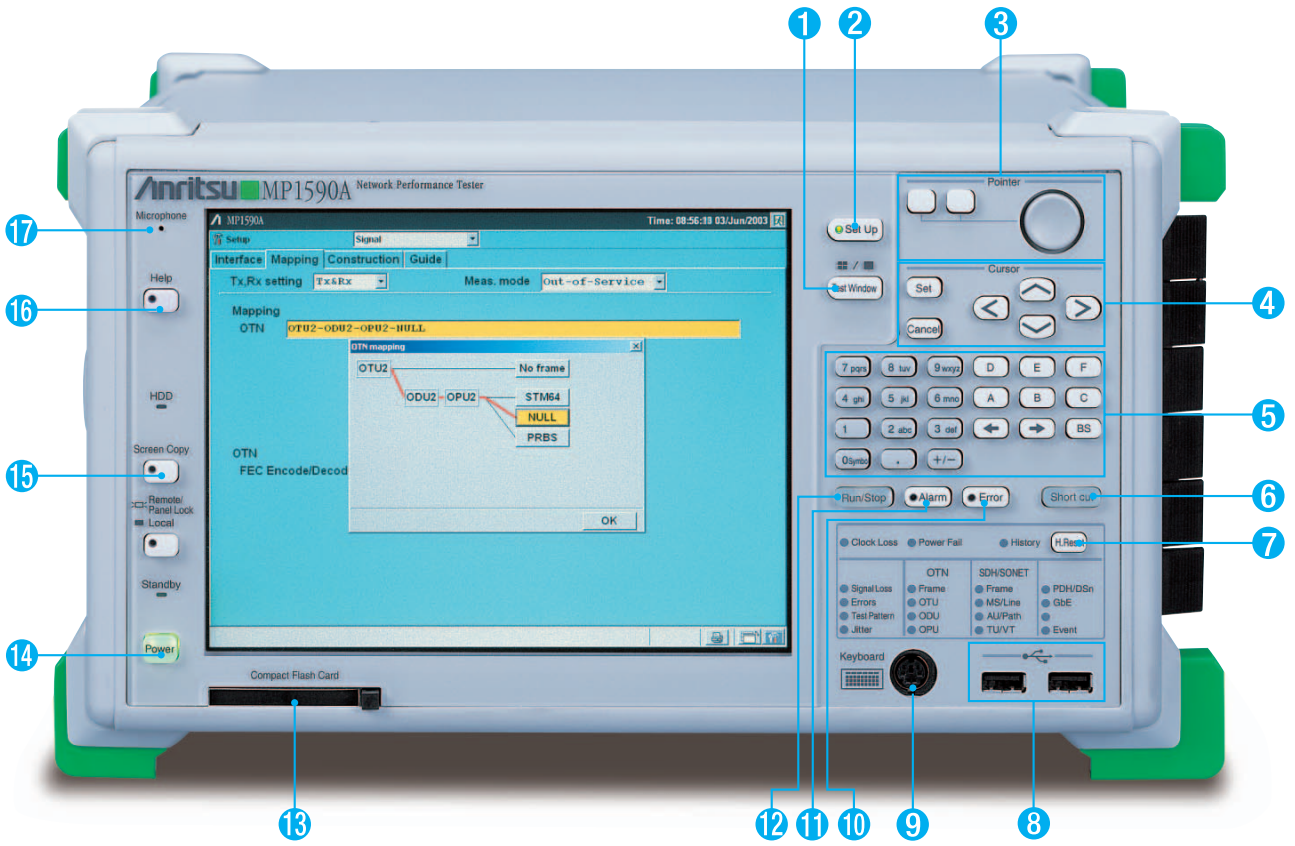 1
2
3
Anritsu MP1590A Network Performance Tester
Microphone
17
MP1590A
Time: 08:56:19 03/Jun/2003
Setup
Signal
Interface
Mapping
Construction
Guide
Tx,Rx setting
Tx&Rx
Meas. mode
Out-of-Service
Mapping
OTN
OTU2-ODU2-OPU2-NULL
OTN mapping
OTU2
No frame
ODU2
OPU2
STM64
NULL
PRBS
OTN
FEC Encode/Decod
OK
Help
16
HDD
Screen Copy
15
Remote/
Panel Lock
Local
Standby
14
Power
Compact Flash Card
13
Set Up
Test Window
Pointer
Cursor
Set
Cancel
4
7 pqrs
8 tuv
9 wxyz
D
E
F
4 ghi
5 jkl
6 mno
A
B
C
5
1
2 abc
3 def
BS
0 Symbol
.
+/−
Run/Stop
Alarm
Error
Short cut
6
Clock Loss
Power Fail
History
H.Reset
7
OTN
SDH/SONET
Signal Loss
Frame
Frame
PDH/DSn
Errors
OTU
MS/Line
GbE
Test Pattern
ODU
AU/Path
Jitter
OPU
TU/VT
Event
Keyboard
12
11
10
9
8